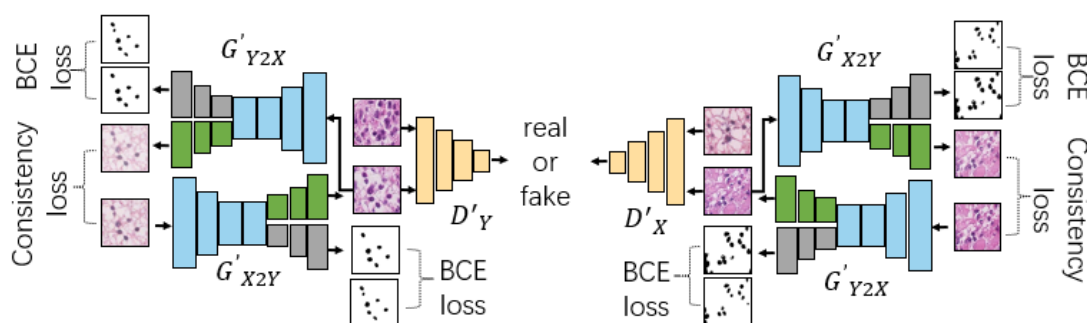 BCE
loss
G'Y2X
Consistency
loss
G'X2Y
BCE
loss
D'Y
real
or
fake
D'X
G'X2Y
BCE
loss
Consistency
loss
G'Y2X
BCE
loss